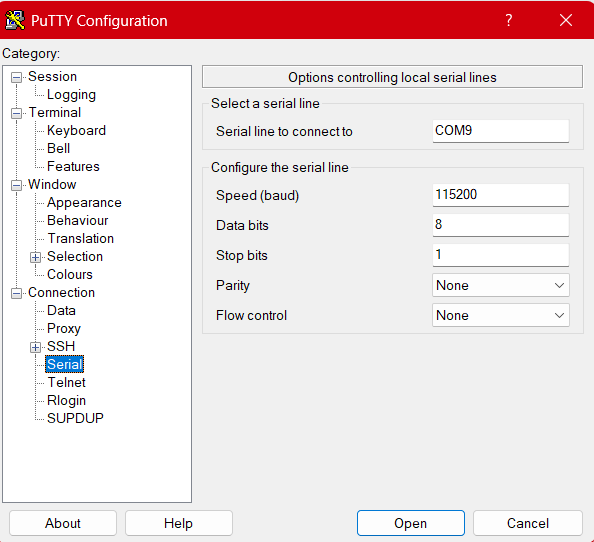 PuTTY Configuration
?
Category:
Session
Logging
Terminal
Keyboard
Bell
Features
Window
Appearance
Behaviour
Translation
Selection
Colours
Connection
Data
Proxy
SSH
Serial
Telnet
Rlogin
SUPDUP
Options controlling local serial lines
Select a serial line
Serial line to connect to COM9
Configure the serial line
Speed (baud) 115200
Data bits 8
Stop bits 1
Parity None
Flow control None
About Help Open Cancel